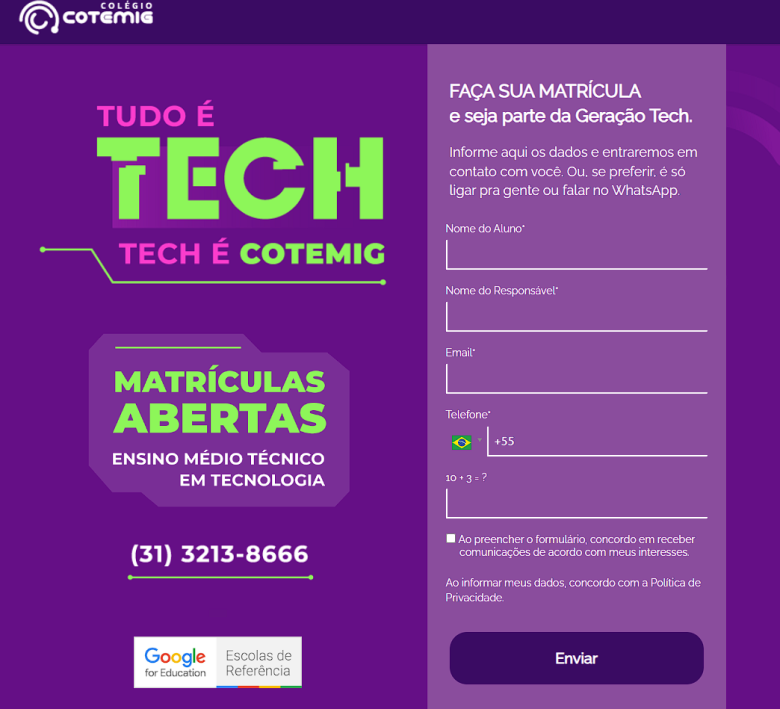 COLÉGIO
COTEMIG
TUDO É
TECH
TECH É COTEMIG
MATRÍCULAS
ABERTAS
ENSINO MÉDIO TÉCNICO
EM TECNOLOGIA
(31) 3213-8666
Google
for Education
Escolas de
Referência
FAÇA SUA MATRÍCULA
e seja parte da Geração Tech.
Informe aqui os dados e entraremos em
contato com você. Ou, se preferir, é só
ligar pra gente ou falar no WhatsApp.
Nome do Aluno*
Nome do Responsável*
Email*
Telefone*
+55
10 + 3 = ?
Ao preencher o formulário, concordo em receber
comunicações de acordo com meus interesses.
Ao informar meus dados, concordo com a Política de
Privacidade.
Enviar